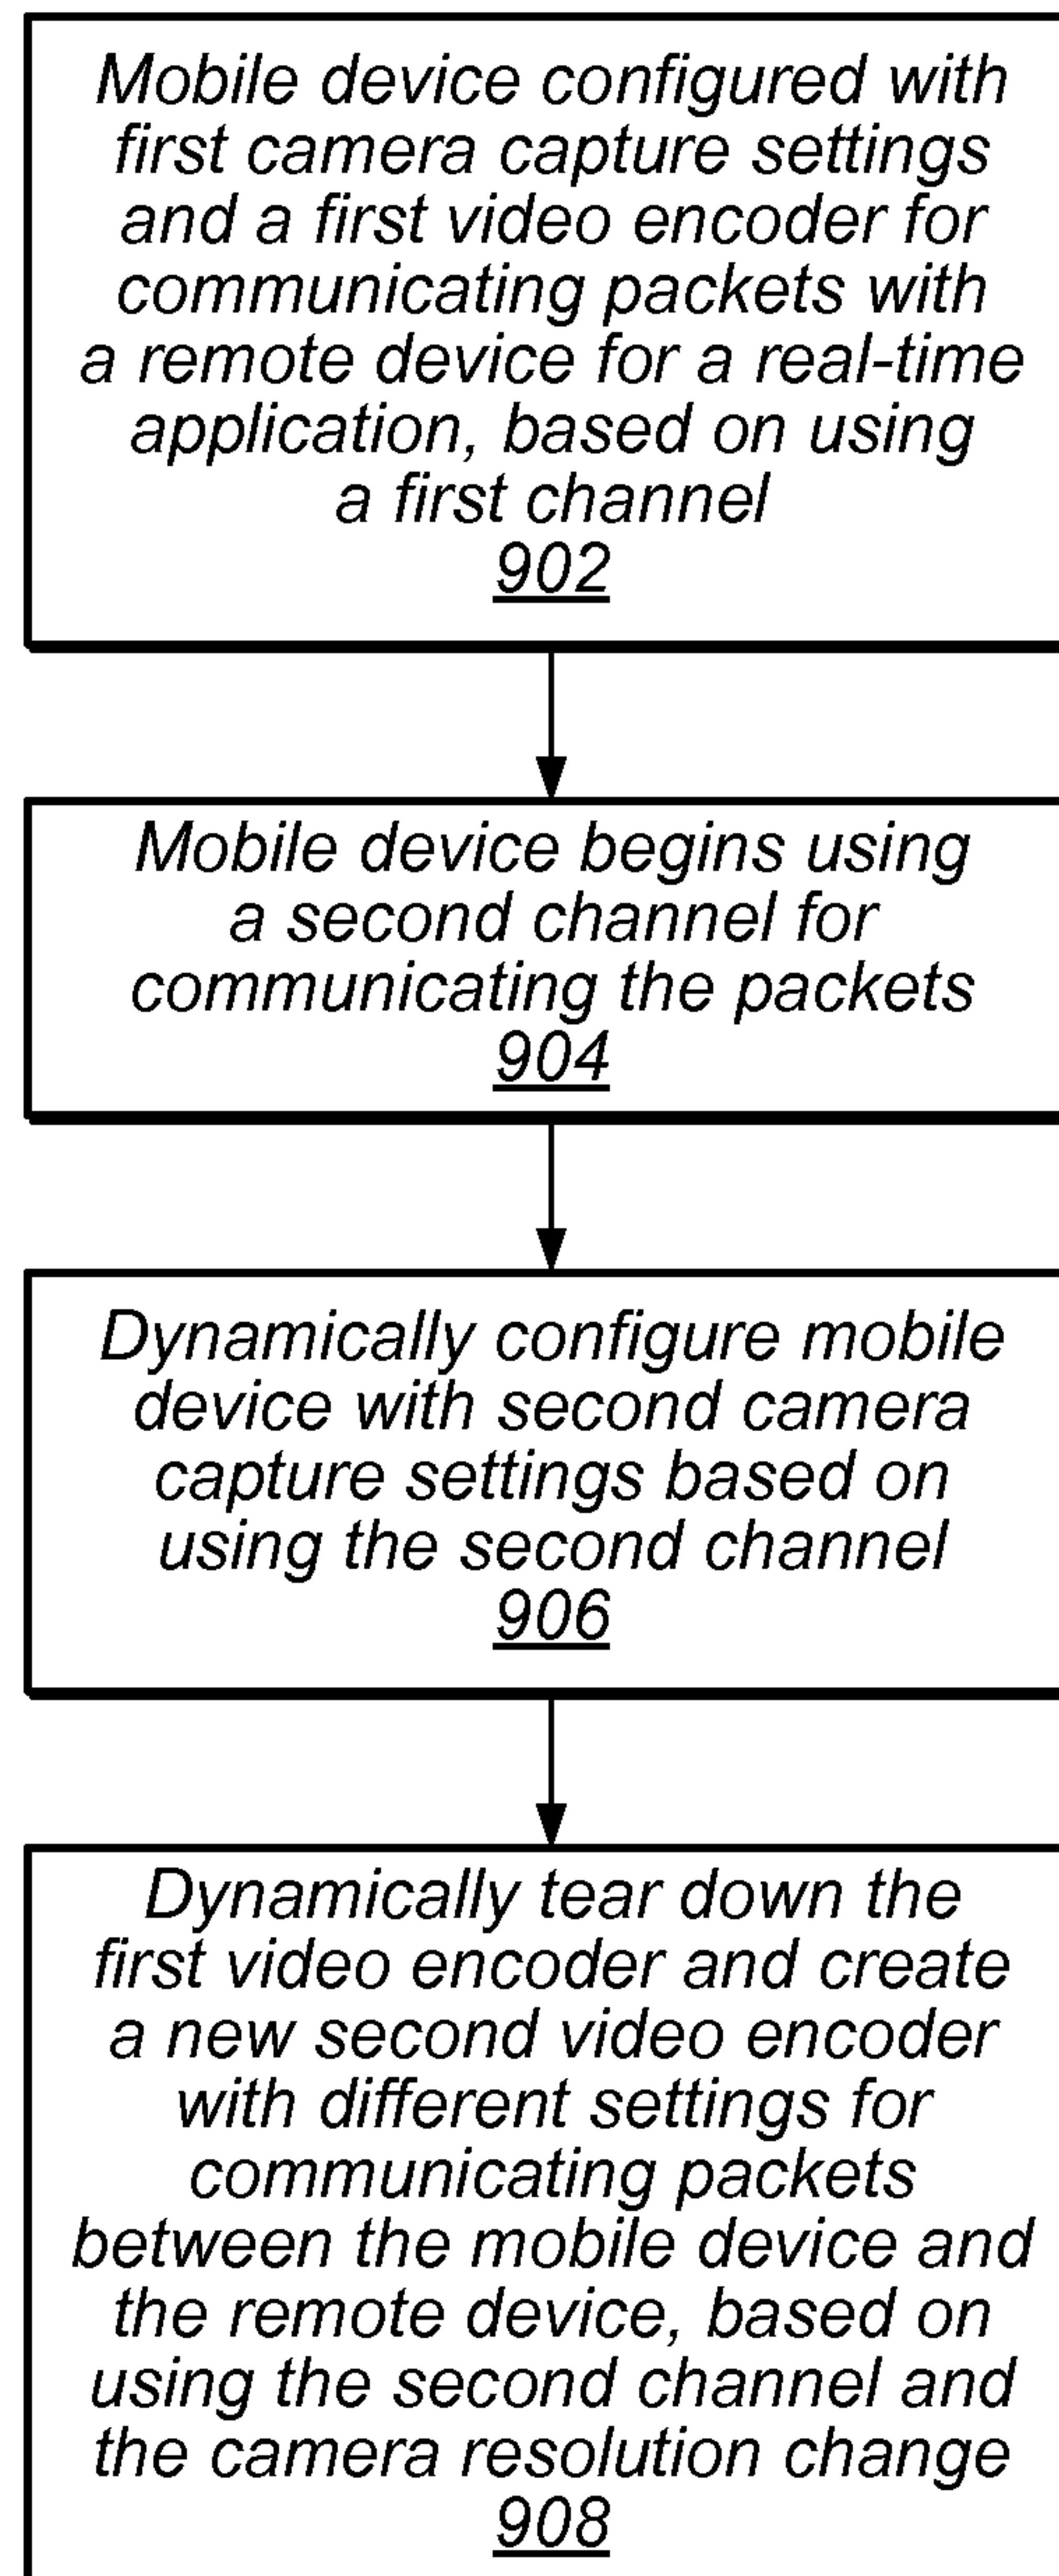 Mobile device configured with
first camera capture settings
and a first video encoder for
communicating packets with
a remote device for a real-time
application, based on using
a first channel
902
Mobile device begins using
a second channel for
communicating the packets
904
Dynamically configure mobile
device with second camera
capture settings based on
using the second channel
906
Dynamically tear down the
first video encoder and create
a new second video encoder
with different settings for
communicating packets
between the mobile device and
the remote device, based on
using the second channel and
the camera resolution change
908